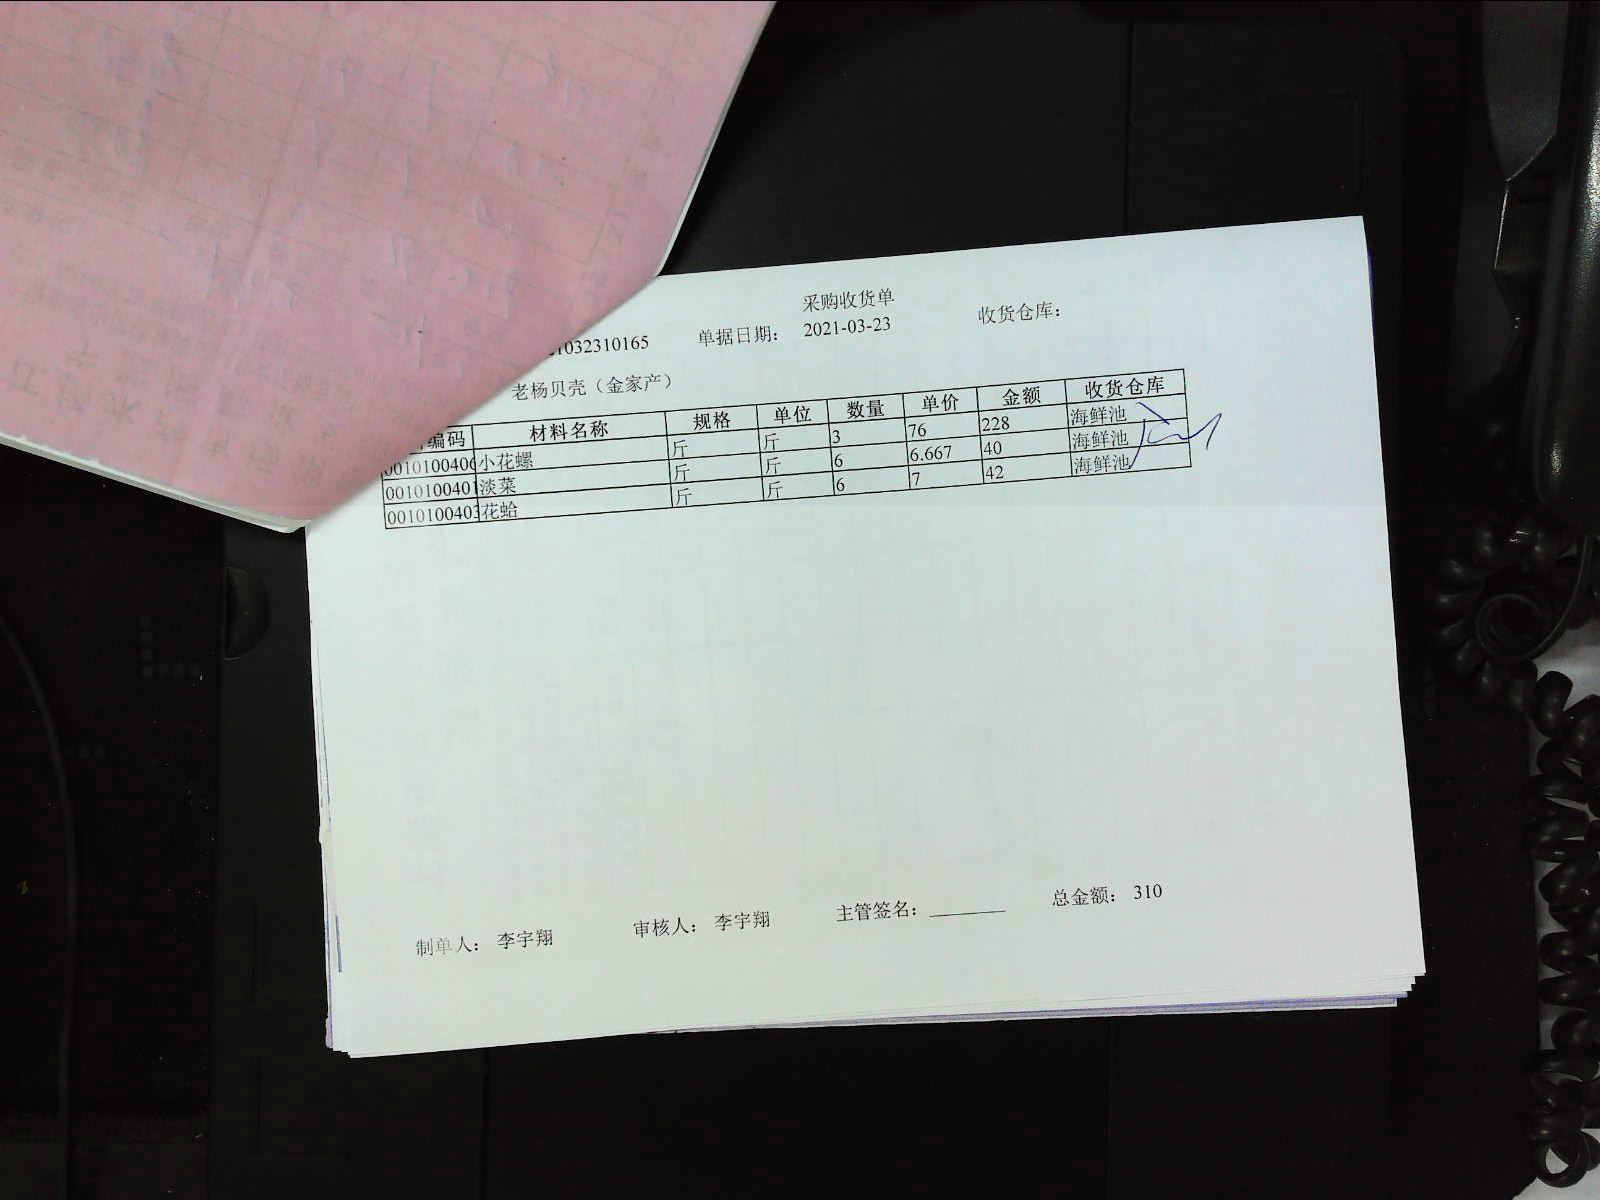 采购收货单
1032310165 单据日期： 2021-03-23 收货仓库：
老杨贝壳（金家产）
编码 材料名称 规格 单位 数量 单价 金额 收货仓库
0010100406 小花螺 斤 斤 3 76 228 海鲜池
0010100401 淡菜 斤 斤 6 6.667 40 海鲜池
0010100403 花蛤 斤 斤 6 7 42 海鲜池
制单人： 李宇翔 审核人： 李宇翔 主管签名： 总金额： 310